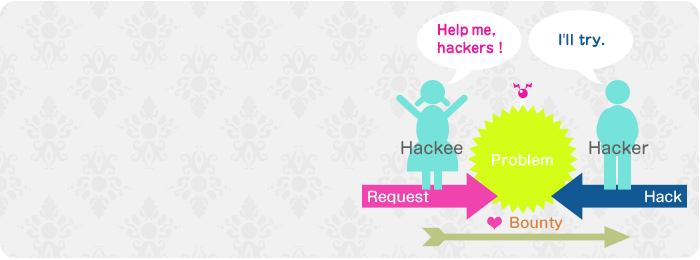 Help me,
hackers !
I'll try.
Hackee
Hacker
Problem
Request
Hack
Bounty